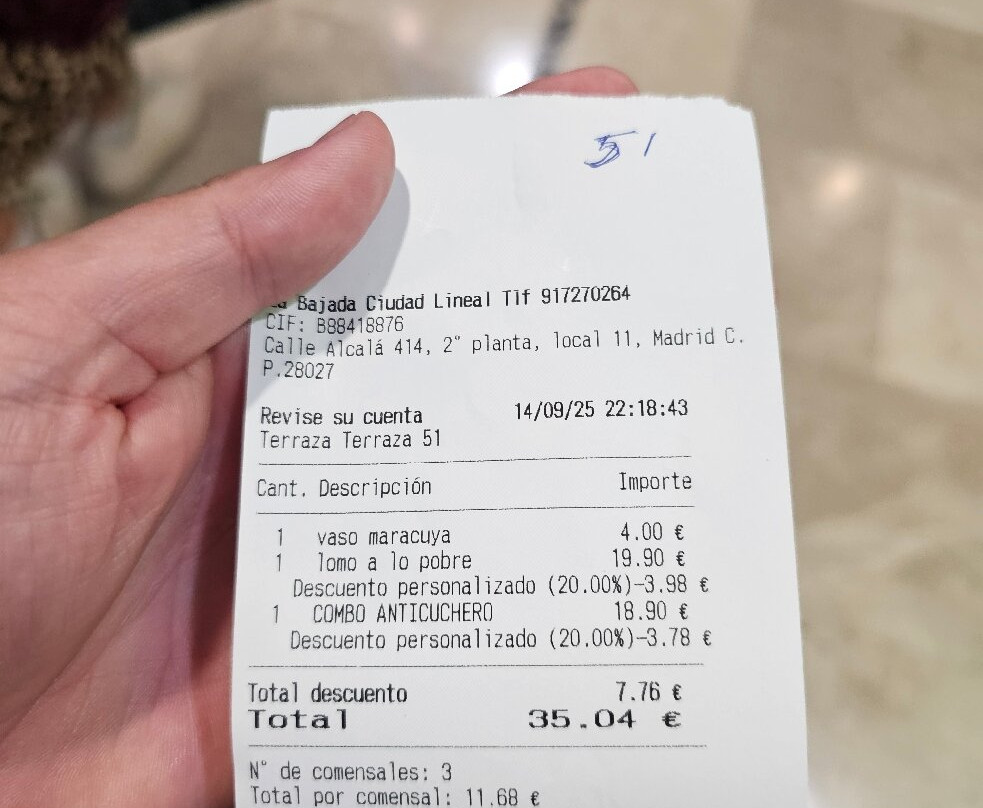 51
Bajada Ciudad Lineal Tlf 917270264
CIF: B88418876
Calle Alcalá 414, 2º planta, local 11, Madrid C.
P.28027
Revise su cuenta 14/09/25 22:18:43
Terraza Terraza 51
Cant. Descripción Importe
1 vaso maracuya 4.00 €
1 lomo a lo pobre 19.90 €
Descuento personalizado (20.00%)-3.98 €
1 COMBO ANTICUCHERO 18.90 €
Descuento personalizado (20.00%)-3.78 €
Total descuento 7.76 €
Total 35.04 €
N° de comensales: 3
Total por comensal: 11.68 €